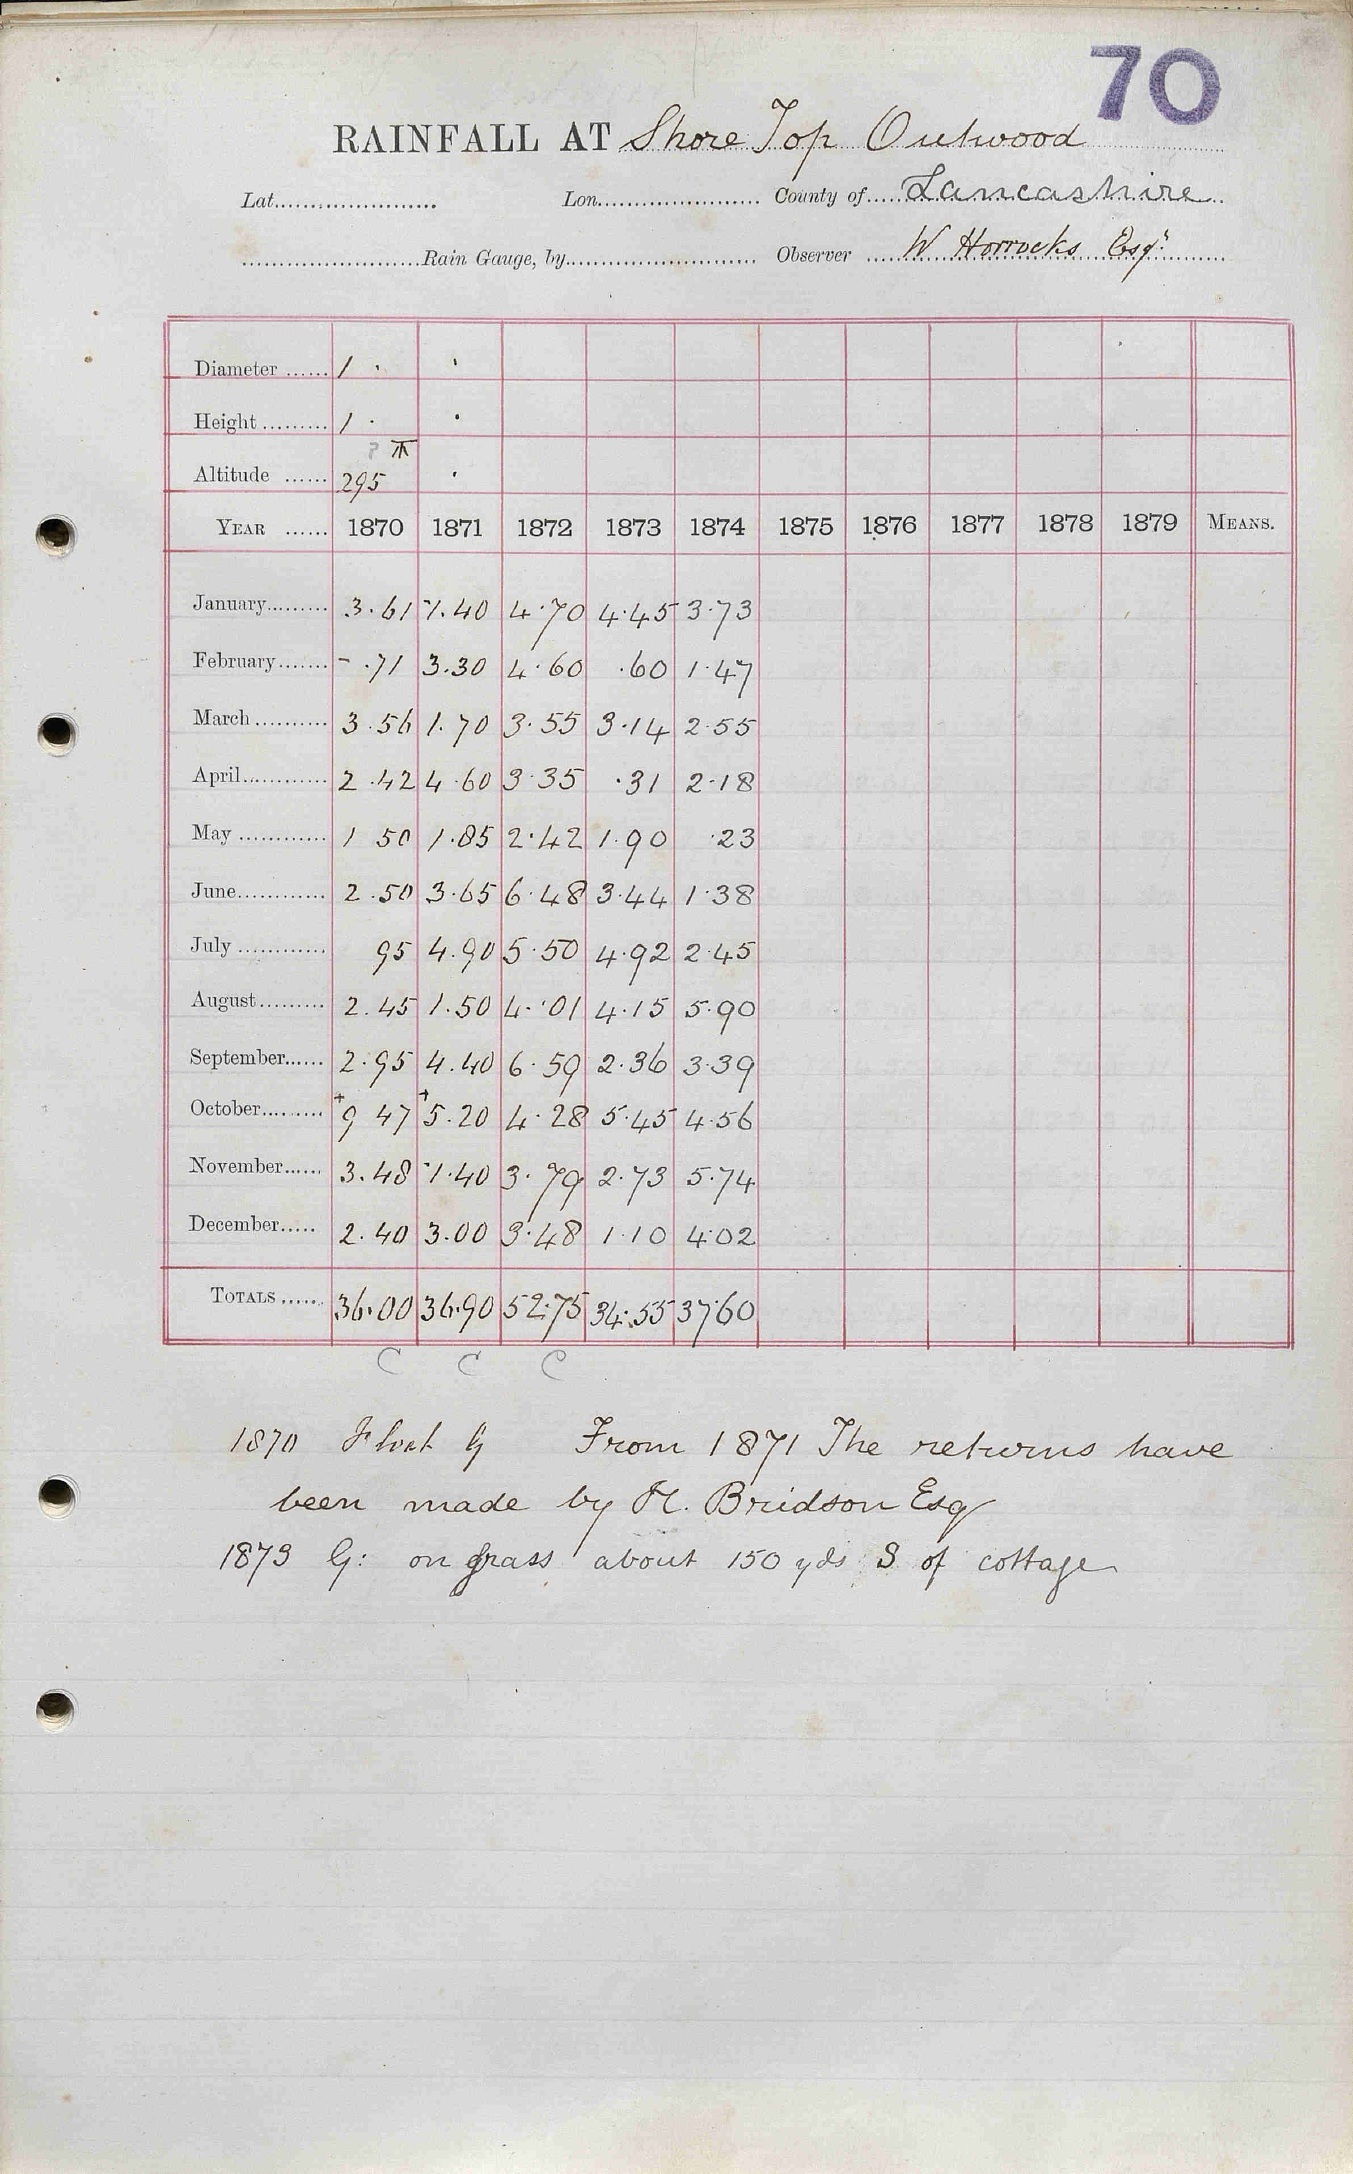 70
RAINFALL AT Shore Top Outwood
Lat. Lon. County of Lancashire
Rain Gauge, by Observer W Horrocks Esqr
Diameter 1 .
Height 1 .
Altitude 295
YEAR 1870 1871 1872 1873 1874 1875 1876 1877 1878 1879 MEANS.
January 3.61 1.40 4.70 4.45 3.73
February - .71 3.30 4.60 .60 1.47
March 3.56 1.70 3.55 3.14 2.55
April 2.42 4.60 3.35 .31 2.18
May 1 50 1.85 2.42 1.90 .23
June 2.50 3.65 6.48 3.44 1.38
July 95 4.90 5.50 4.92 2.45
August 2.45 1.50 4.01 4.15 5.90
September 2.95 4.40 6.59 2.36 3.39
October +9 47 +5.20 4.28 5.45 4.56
November 3.48 1.40 3.79 2.73 5.74
December 2.40 3.00 3.48 1.10 4.02
TOTALS 36.00 36.90 52.75 34.55 37.60
C C C
1870 Float G From 1871 The returns have
been made by H. Bridson Esq
1873 G: on grass about 150 yds S of cottage